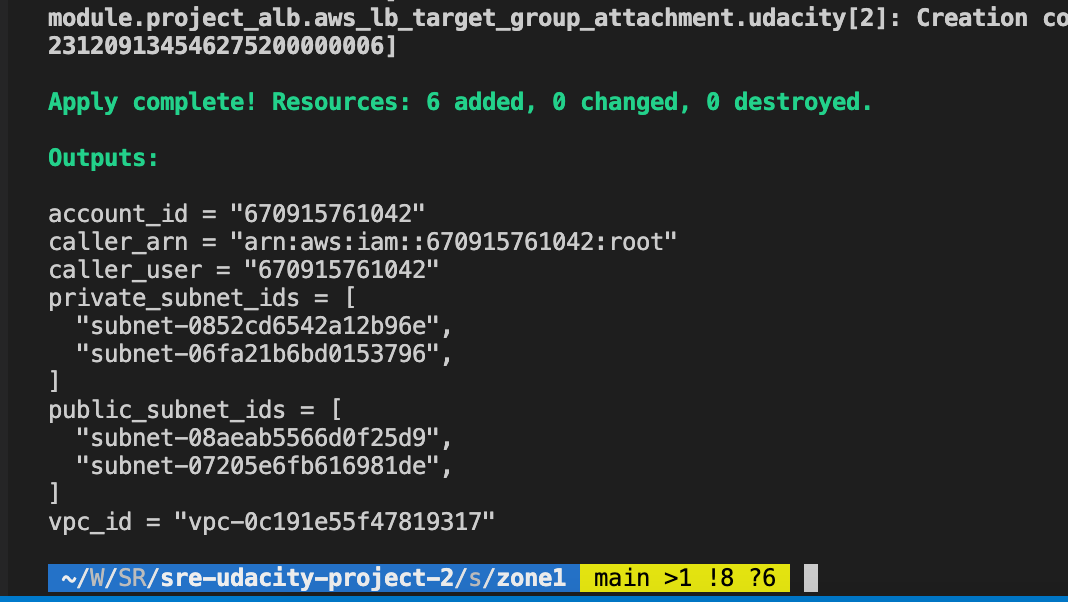 module.project_alb.aws_lb_target_group_attachment.udacity[2]: Creation co
231209134546275200000006]
Apply complete! Resources: 6 added, 0 changed, 0 destroyed.
Outputs:
account_id = "670915761042"
caller_arn = "arn:aws:iam::670915761042:root"
caller_user = "670915761042"
private_subnet_ids = [
  "subnet-0852cd6542a12b96e",
  "subnet-06fa21b6bd0153796",
]
public_subnet_ids = [
  "subnet-08aeab5566d0f25d9",
  "subnet-07205e6fb616981de",
]
vpc_id = "vpc-0c191e55f47819317"
~/W/SR/sre-udacity-project-2/s/zone1 main >1 !8 ?6